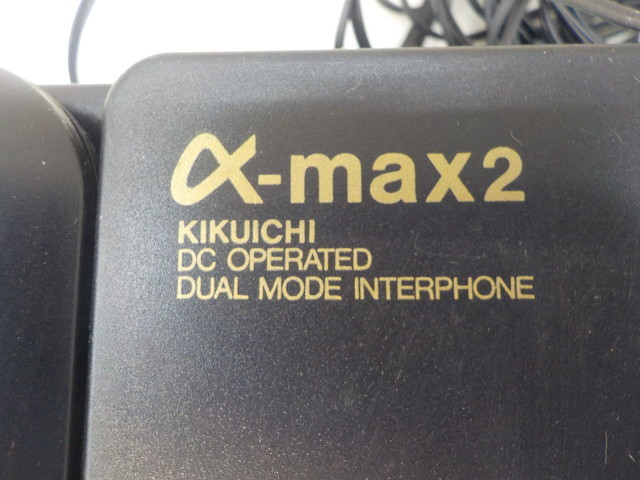 α-max2
KIKUICHI
DC OPERATED
DUAL MODE INTERPHONE